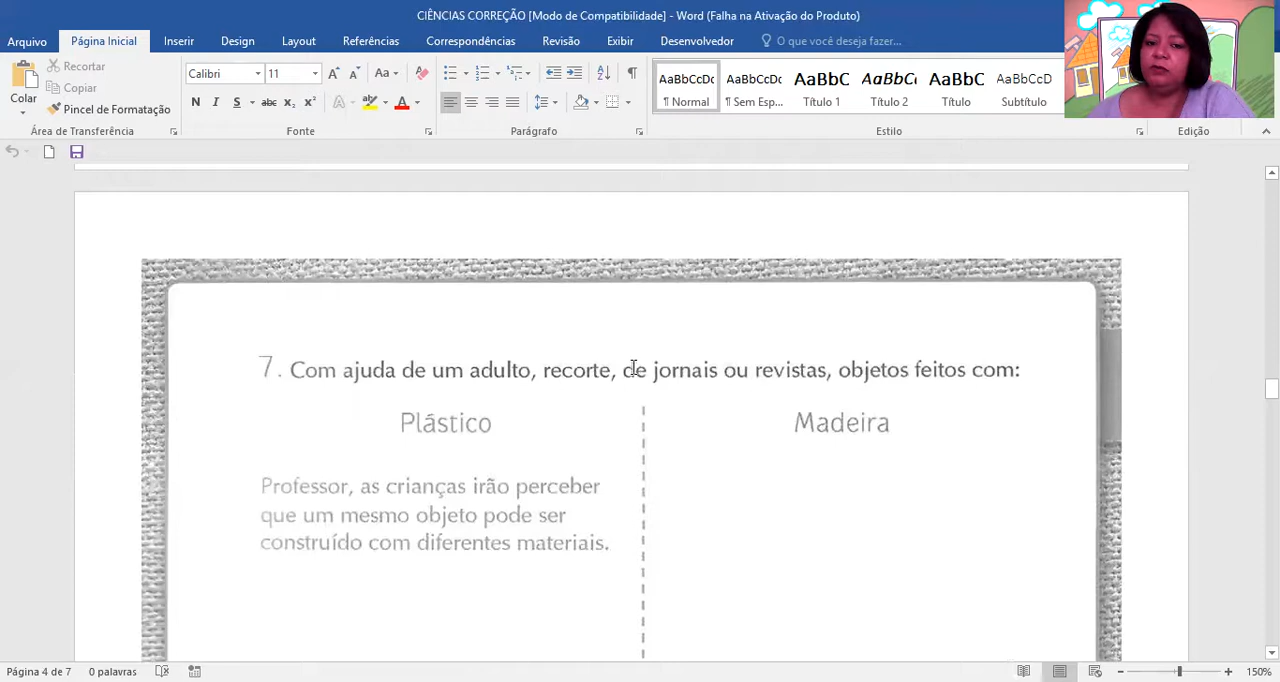 CIÊNCIAS CORREÇÃO [Modo de Compatibilidade] - Word (Falha na Ativação do Produto)
Arquivo Página Inicial Inserir Design Layout Referências Correspondências Revisão Exibir Desenvolvedor O que você deseja fazer...
Colar
Recortar
Copiar
Pincel de Formatação
Área de Transferência
Calibri 11 Aa
N I S abc x₂ x² A A
Fonte
Parágrafo
AaBbCcDc AaBbCcDc AaBbC AaBbCc AaBbC AaBbCcD
¶ Normal ¶ Sem Esp... Título 1 Título 2 Título Subtítulo
Estilo
Edição
7. Com ajuda de um adulto, recorte, de jornais ou revistas, objetos feitos com:
Plástico Madeira
Professor, as crianças irão perceber
que um mesmo objeto pode ser
construído com diferentes materiais.
Página 4 de 7 0 palavras 150%